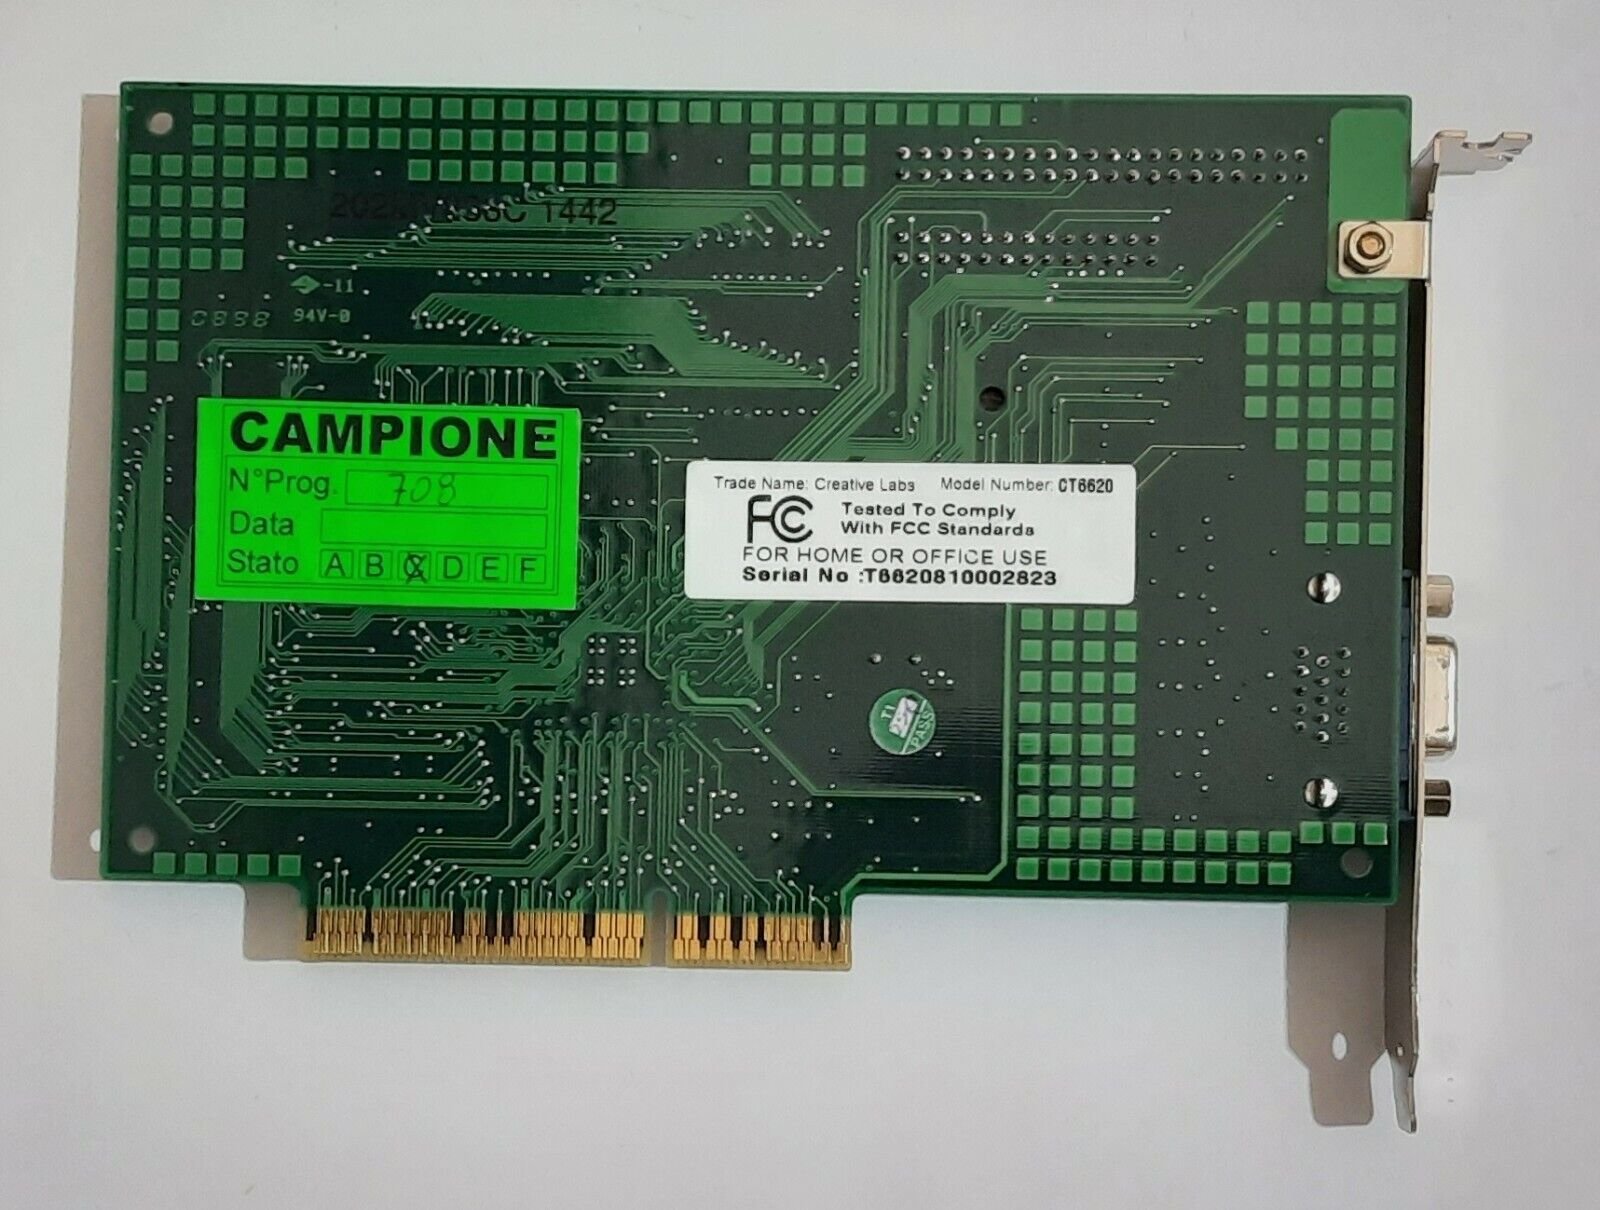 1442
-11
94V-0
CAMPIONE
N°Prog. 708
Data
Stato A B C D E F
Trade Name: Creative Labs Model Number: CT6620
FC Tested To Comply
With FCC Standards
FOR HOME OR OFFICE USE
Serial No :T6620810002823
T1
PASS